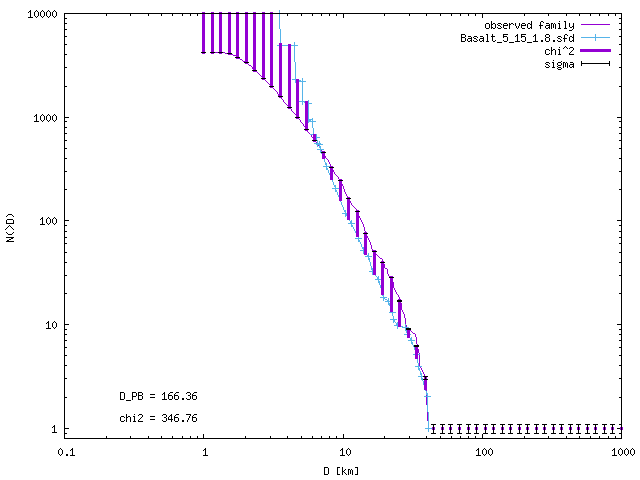 10000
1000
100
10
1
N(>D)
observed family
Basalt_5_15_1.8.sfd
chi^2
sigma
D_PB = 166.36
chi2 = 346.76
0.1 1 10 100 1000
D [km]